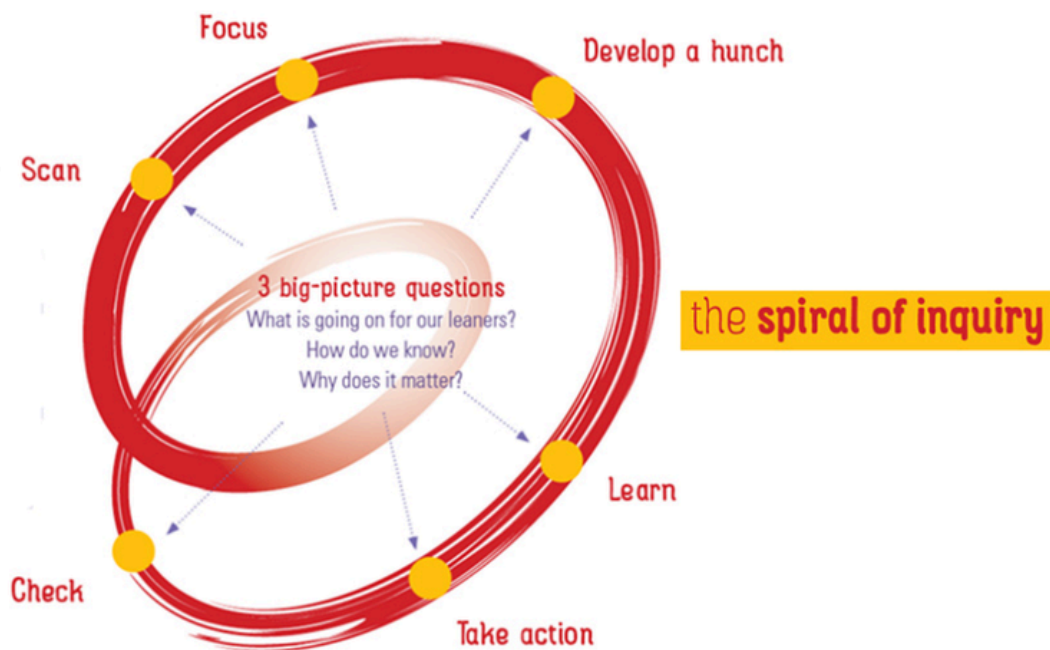 Focus
Develop a hunch
Scan
3 big-picture questions
What is going on for our leaners?
How do we know?
Why does it matter?
the spiral of inquiry
Learn
Check
Take action